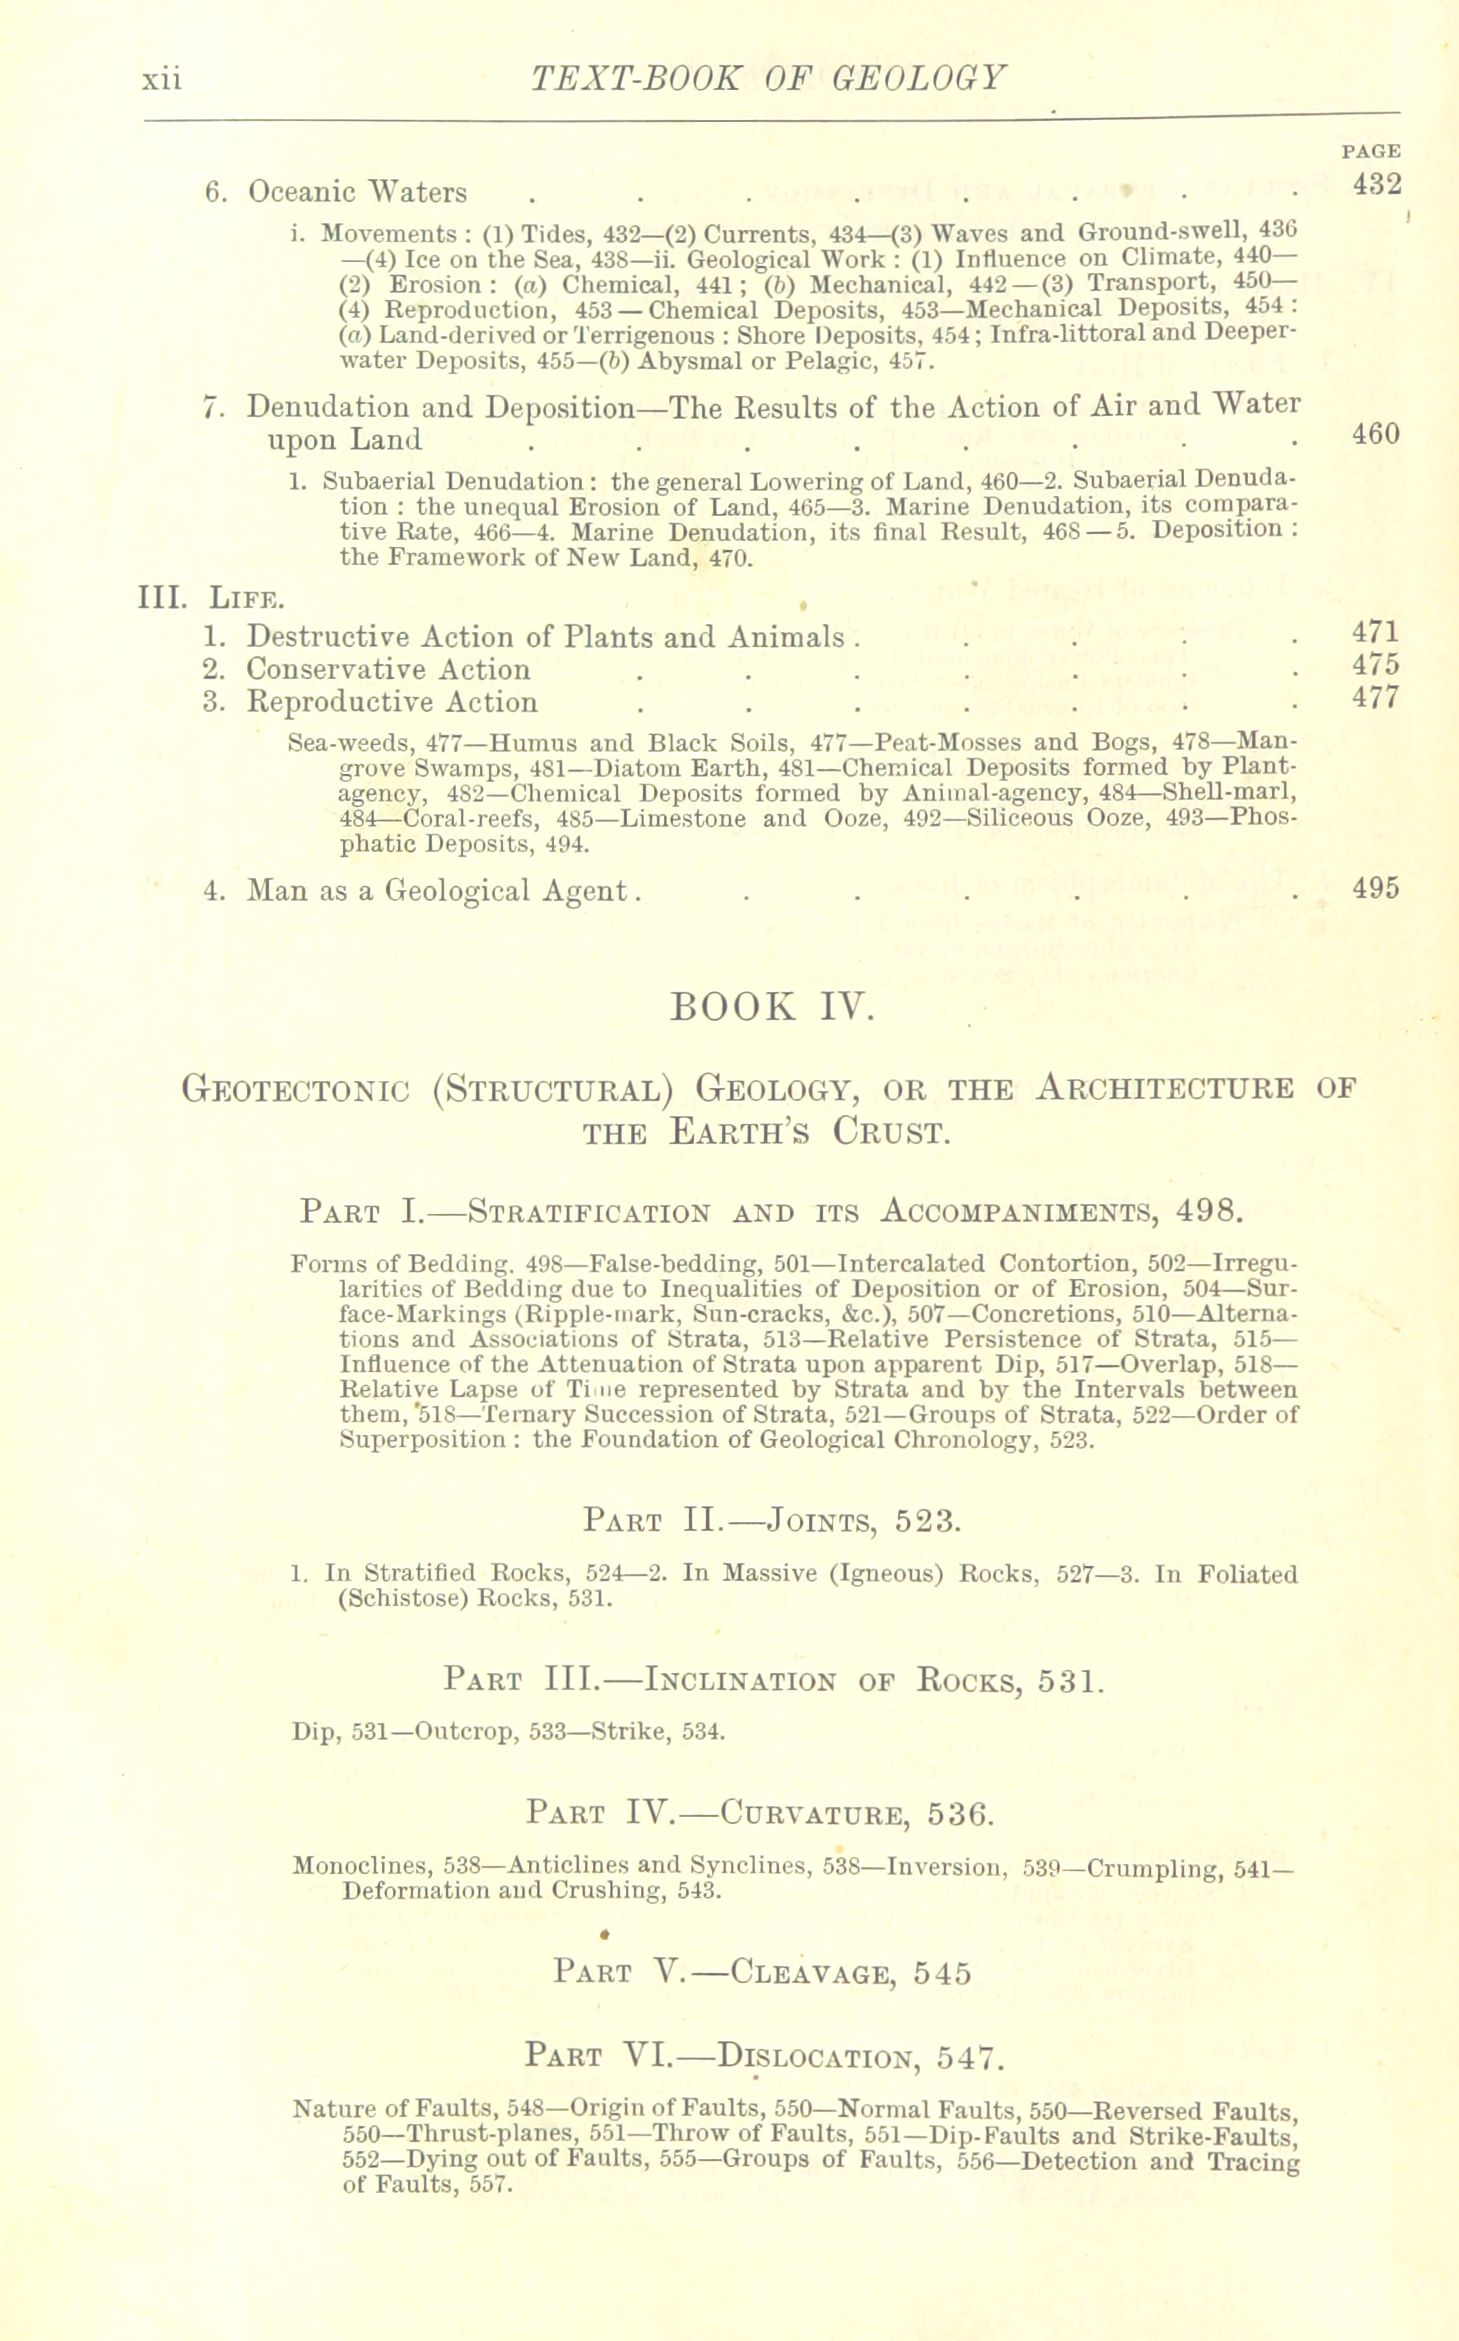 xii TEXT-BOOK OF GEOLOGY
PAGE
6. Oceanic Waters . . . . . . . . 432
i. Movements : (1) Tides, 432—(2) Currents, 434—(3) Waves and Ground-swell, 436
—(4) Ice on the Sea, 438—ii. Geological Work : (1) Influence on Climate, 440—
(2) Erosion : (a) Chemical, 441 ; (b) Mechanical, 442—(3) Transport, 450—
(4) Reproduction, 453—Chemical Deposits, 453—Mechanical Deposits, 454 :
(a) Land-derived or Terrigenous : Shore Deposits, 454 ; Infra-littoral and Deeper-
water Deposits, 455—(b) Abysmal or Pelagic, 457.
7. Denudation and Deposition—The Results of the Action of Air and Water
upon Land . . . . . . . . 460
1. Subaerial Denudation : the general Lowering of Land, 460—2. Subaerial Denuda-
tion : the unequal Erosion of Land, 465—3. Marine Denudation, its compara-
tive Rate, 466—4. Marine Denudation, its final Result, 468—5. Deposition :
the Framework of New Land, 470.
III. LIFE.
1. Destructive Action of Plants and Animals . . . . . 471
2. Conservative Action . . . . . . . 475
3. Reproductive Action . . . . . . . 477
Sea-weeds, 477—Humus and Black Soils, 477—Peat-Mosses and Bogs, 478—Man-
grove Swamps, 481—Diatom Earth, 481—Chemical Deposits formed by Plant-
agency, 482—Chemical Deposits formed by Animal-agency, 484—Shell-marl,
484—Coral-reefs, 485—Limestone and Ooze, 492—Siliceous Ooze, 493—Phos-
phatic Deposits, 494.
4. Man as a Geological Agent . . . . . . . 495
BOOK IV.
GEOTECTONIC (STRUCTURAL) GEOLOGY, OR THE ARCHITECTURE OF
THE EARTH'S CRUST.
PART I.—STRATIFICATION AND ITS ACCOMPANIMENTS, 498.
Forms of Bedding, 498—False-bedding, 501—Intercalated Contortion, 502—Irregu-
larities of Bedding due to Inequalities of Deposition or of Erosion, 504—Sur-
face-Markings (Ripple-mark, Sun-cracks, &c.), 507—Concretions, 510—Alterna-
tions and Associations of Strata, 513—Relative Persistence of Strata, 515—
Influence of the Attenuation of Strata upon apparent Dip, 517—Overlap, 518—
Relative Lapse of Time represented by Strata and by the Intervals between
them, 518—Ternary Succession of Strata, 521—Groups of Strata, 522—Order of
Superposition : the Foundation of Geological Chronology, 523.
PART II.—JOINTS, 523.
1. In Stratified Rocks, 524—2. In Massive (Igneous) Rocks, 527—3. In Foliated
(Schistose) Rocks, 531.
PART III.—INCLINATION OF ROCKS, 531.
Dip, 531—Outcrop, 533—Strike, 534.
PART IV.—CURVATURE, 536.
Monoclines, 538—Anticlines and Synclines, 538—Inversion, 539—Crumpling, 541—
Deformation and Crushing, 543.
PART V.—CLEAVAGE, 545
PART VI.—DISLOCATION, 547.
Nature of Faults, 548—Origin of Faults, 550—Normal Faults, 550—Reversed Faults,
550—Thrust-planes, 551—Throw of Faults, 551—Dip-Faults and Strike-Faults,
552—Dying out of Faults, 555—Groups of Faults, 556—Detection and Tracing
of Faults, 557.